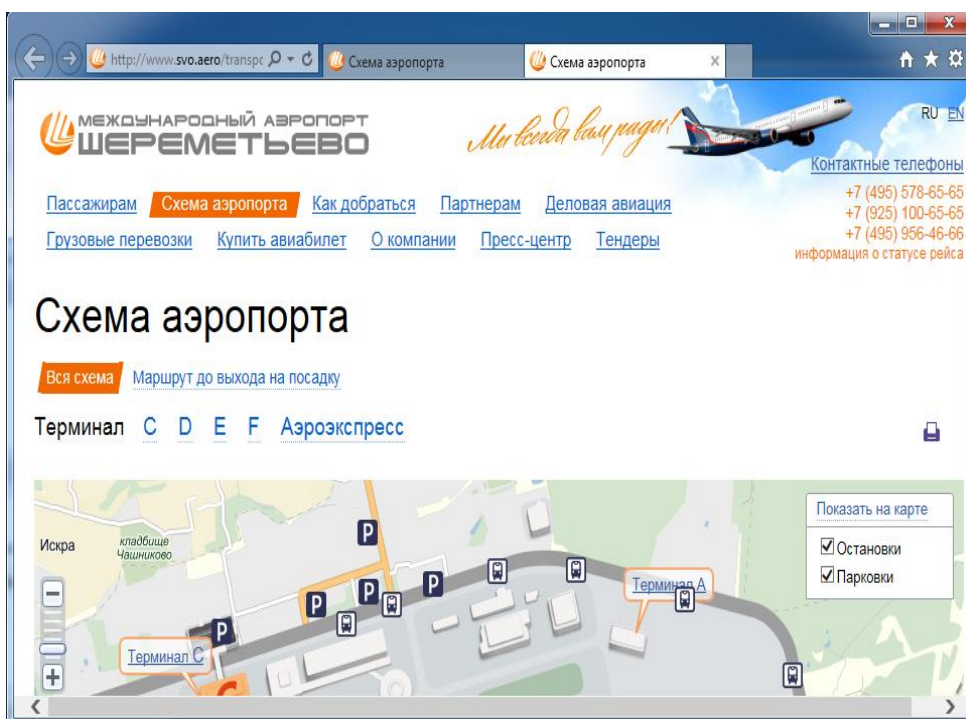 http://www.svo.aero/transpc
Схема аэропорта
Схема аэропорта
МЕЖДУНАРОДНЫЙ АЭРОПОРТ
ШЕРЕМЕТЬЕВО
Мы всегда вам рады!
RU EN
Контактные телефоны
+7 (495) 578-65-65
+7 (925) 100-65-65
+7 (495) 956-46-66
информация о статусе рейса
Пассажирам Схема аэропорта Как добраться Партнерам Деловая авиация
Грузовые перевозки Купить авиабилет О компании Пресс-центр Тендеры
Схема аэропорта
Вся схема Маршрут до выхода на посадку
Терминал C D E F Аэроэкспресс
Показать на карте
Остановки
Парковки
Искра
кладбище
Чашниково
P
P
P
P
P
Терминал A
Терминал C
C